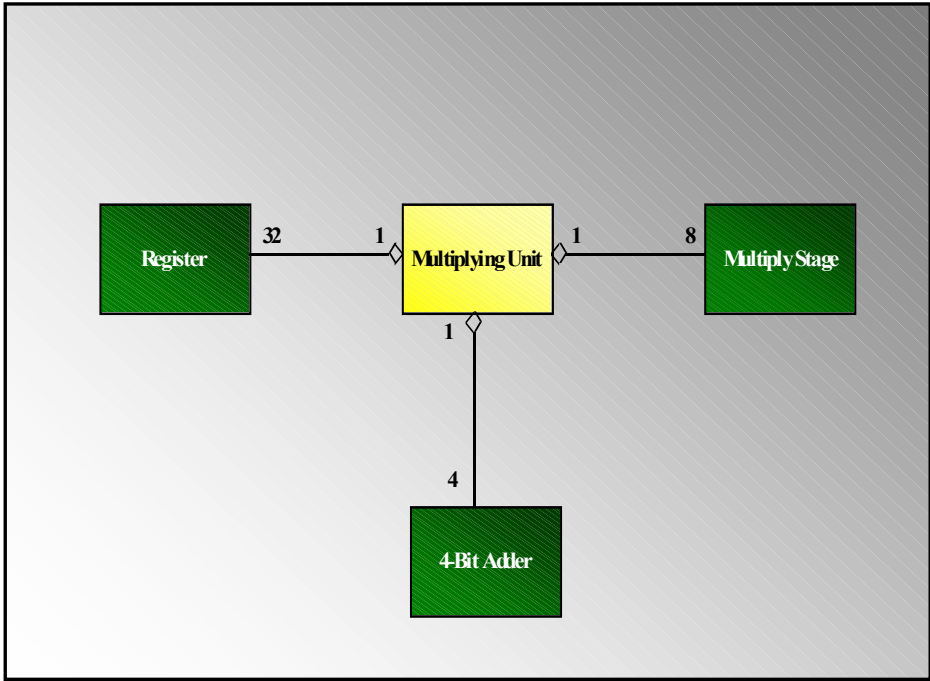 32
1
1
8
Register
Multiplying Unit
Multiply Stage
1
4
4-Bit Adder